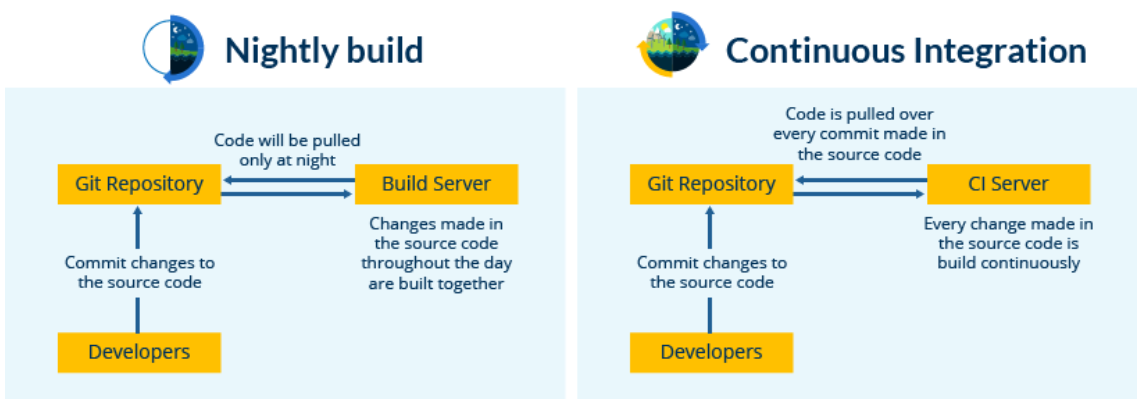 Nightly build
Code will be pulled
only at night
Git Repository
Build Server
Changes made in
the source code
throughout the day
are built together
Commit changes to
the source code
Developers
Continuous Integration
Code is pulled over
every commit made in
the source code
Git Repository
CI Server
Every change made in
the source code is
build continuously
Commit changes to
the source code
Developers